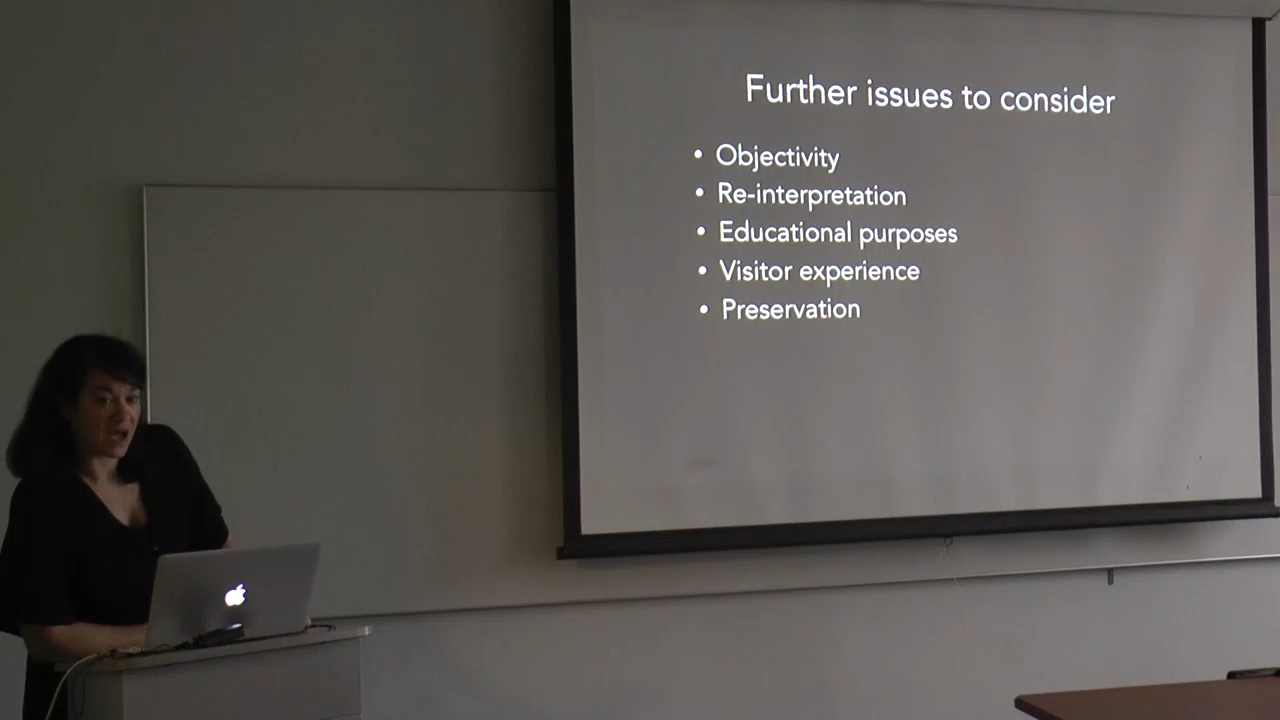 Further issues to consider
• Objectivity
• Re-interpretation
• Educational purposes
• Visitor experience
• Preservation